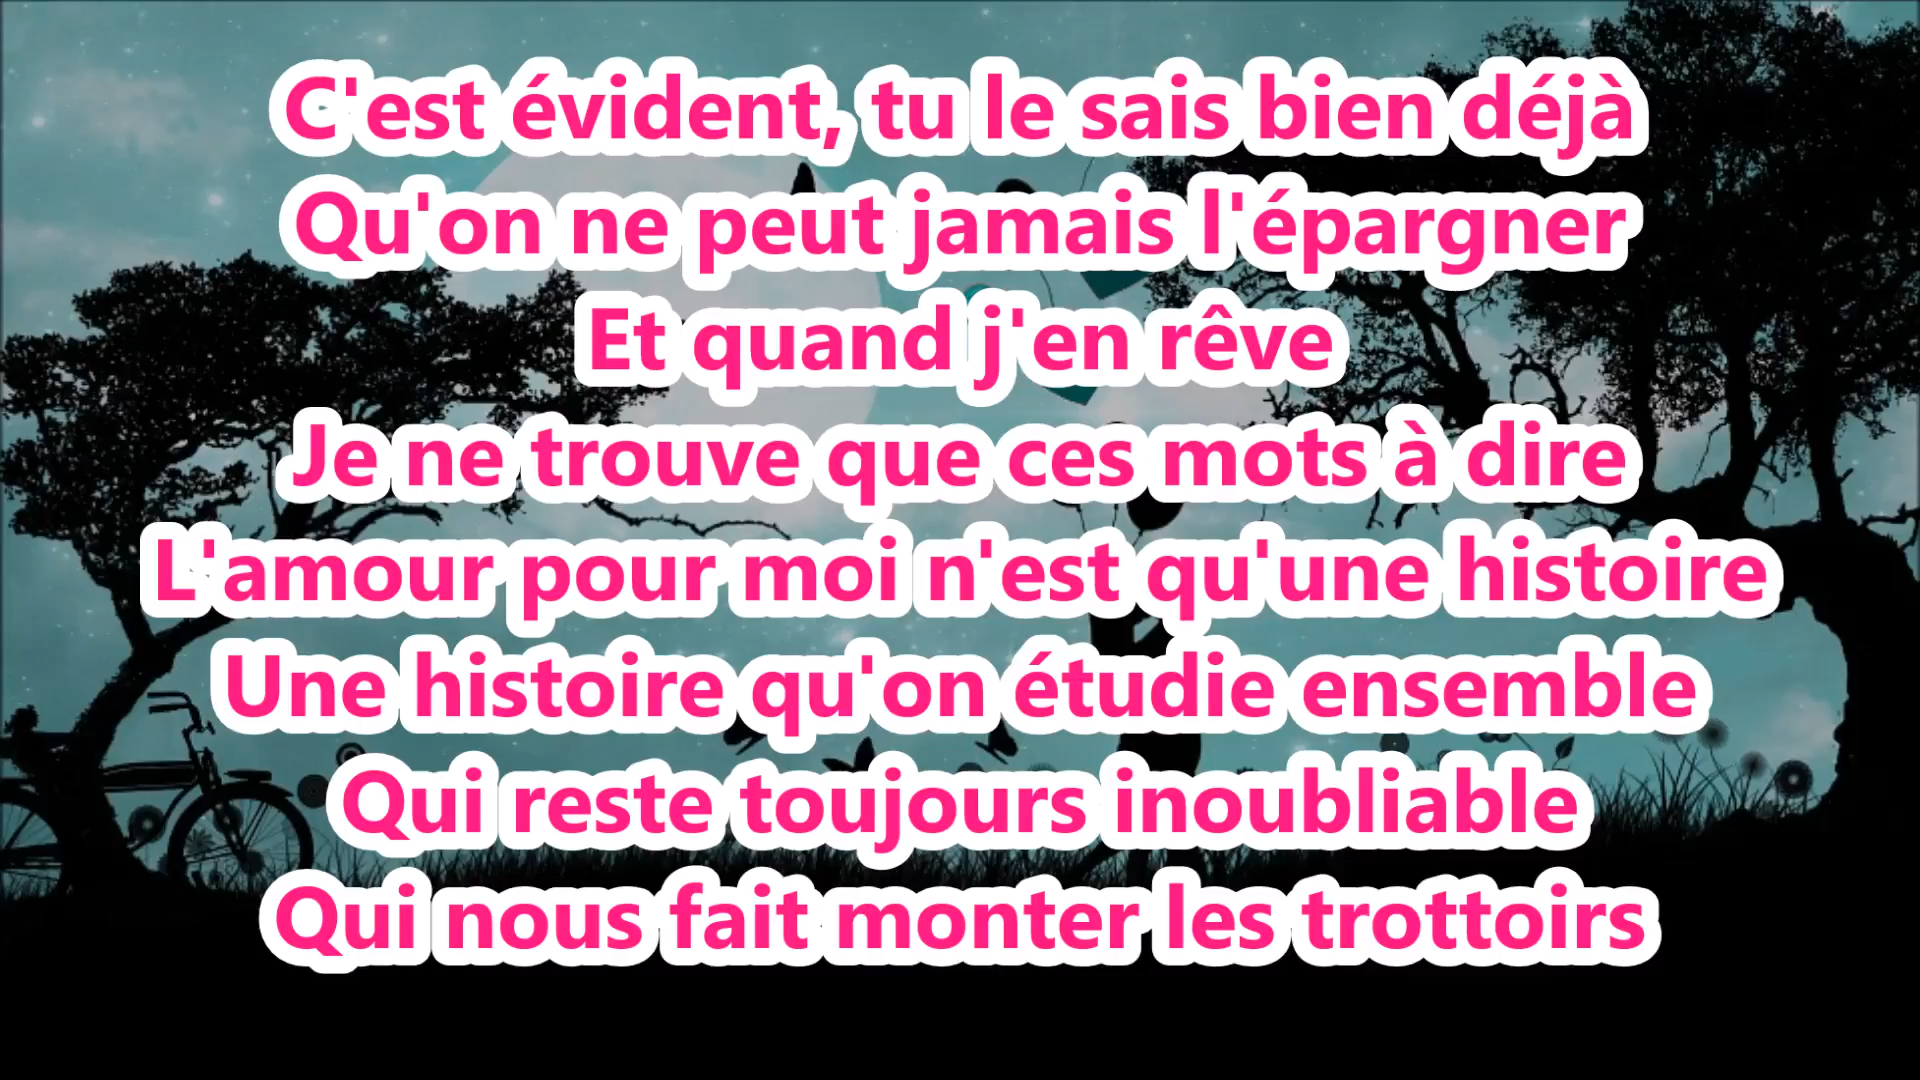 C'est évident, tu le sais bien déjà
Qu'on ne peut jamais l'épargner
Et quand j'en rêve
Je ne trouve que ces mots à dire
L'amour pour moi n'est qu'une histoire
Une histoire qu'on étudie ensemble
Qui reste toujours inoubliable
Qui nous fait monter les trottoirs